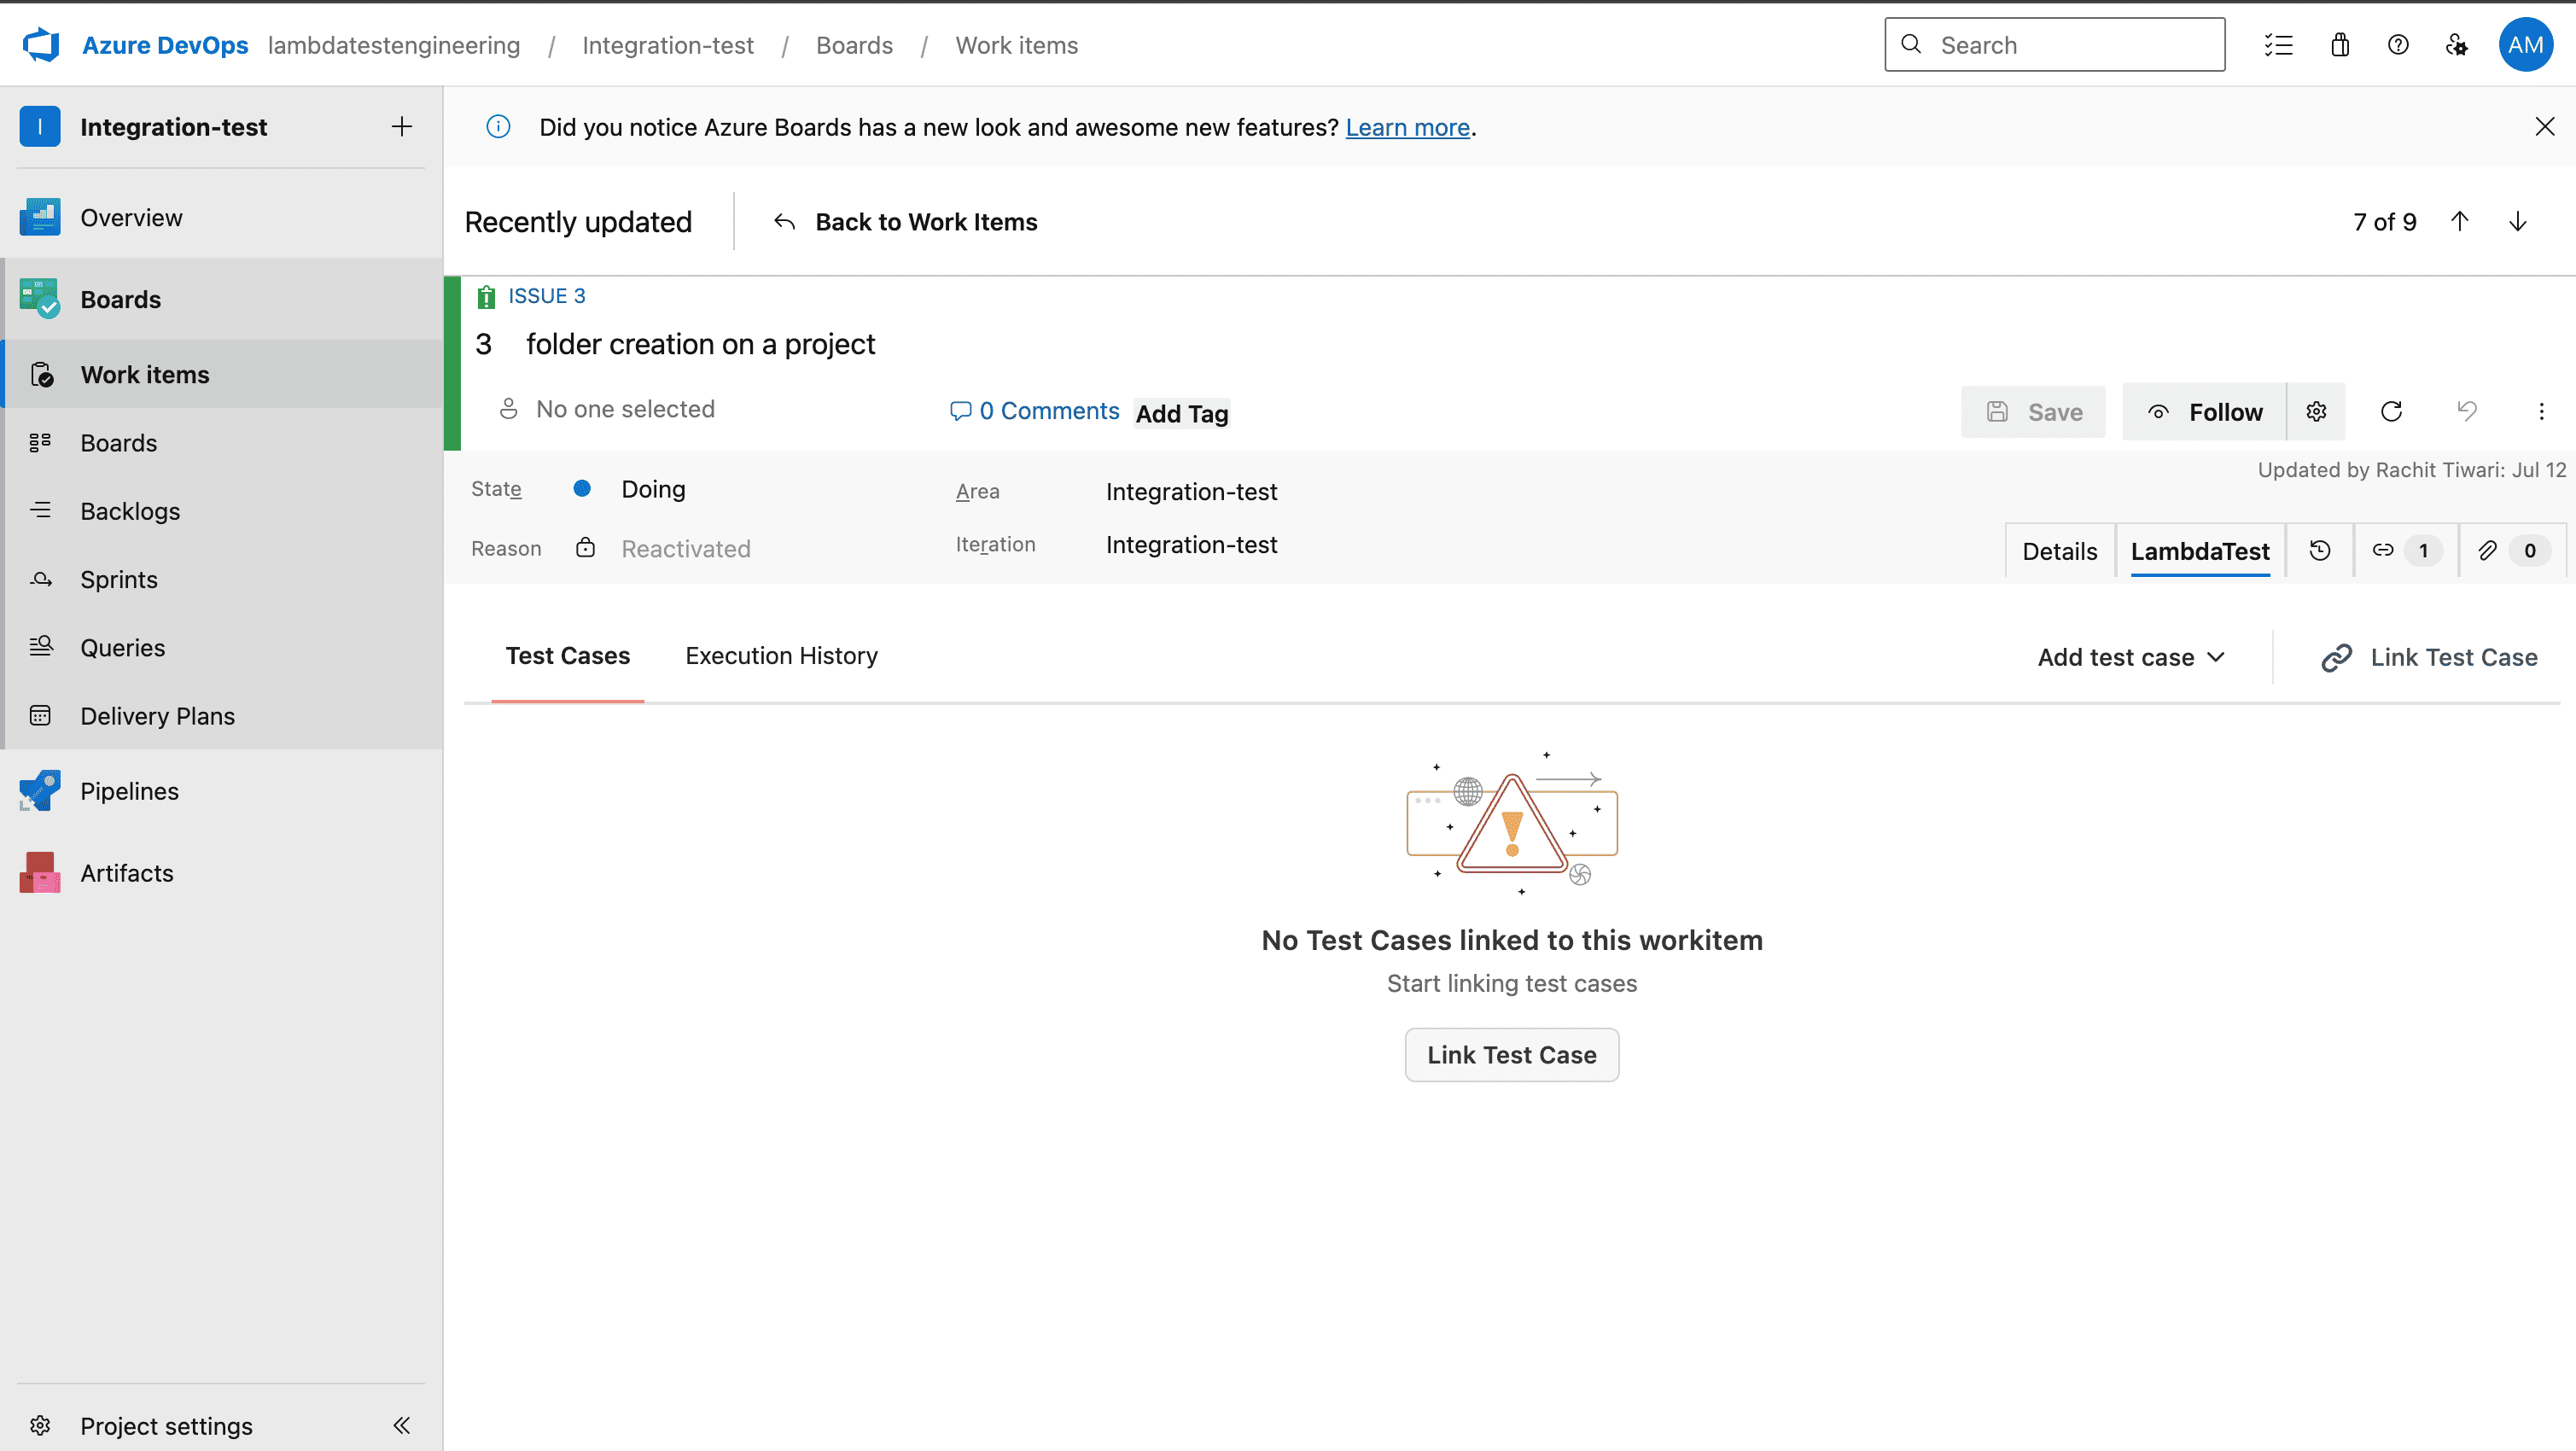 Azure DevOps lambdatestengineering / Integration-test / Boards / Work items Search AM
I Integration-test
Did you notice Azure Boards has a new look and awesome new features? Learn more.
Overview
Boards
Work items
Boards
Backlogs
Sprints
Queries
Delivery Plans
Pipelines
Artifacts
Project settings
Recently updated Back to Work Items 7 of 9
ISSUE 3
3 folder creation on a project
No one selected 0 Comments Add Tag Save Follow
Updated by Rachit Tiwari: Jul 12
State Doing Area Integration-test
Reason Reactivated Iteration Integration-test
Details LambdaTest 1 0
Test Cases Execution History Add test case Link Test Case
No Test Cases linked to this workitem
Start linking test cases
Link Test Case